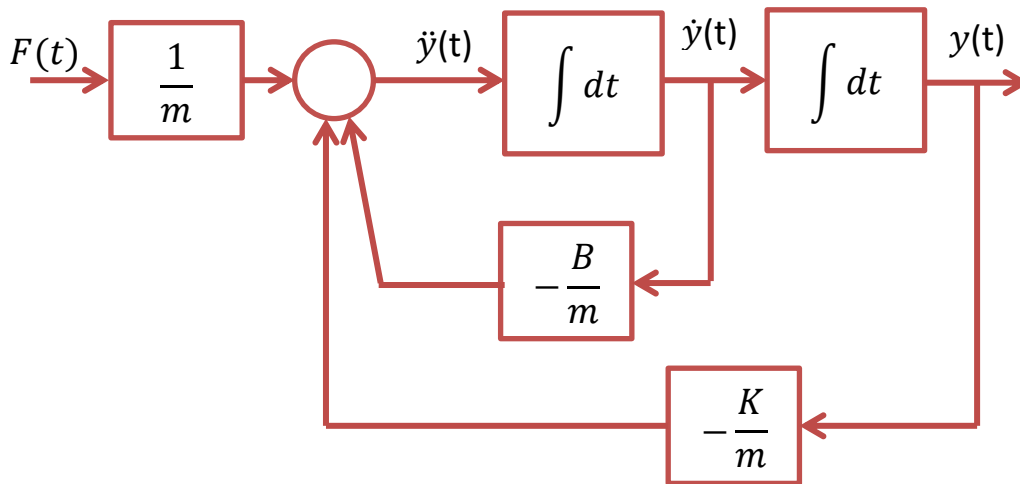 F(t)
1
m
ÿ(t)
∫ dt
ẏ(t)
∫ dt
y(t)
− B
m
− K
m